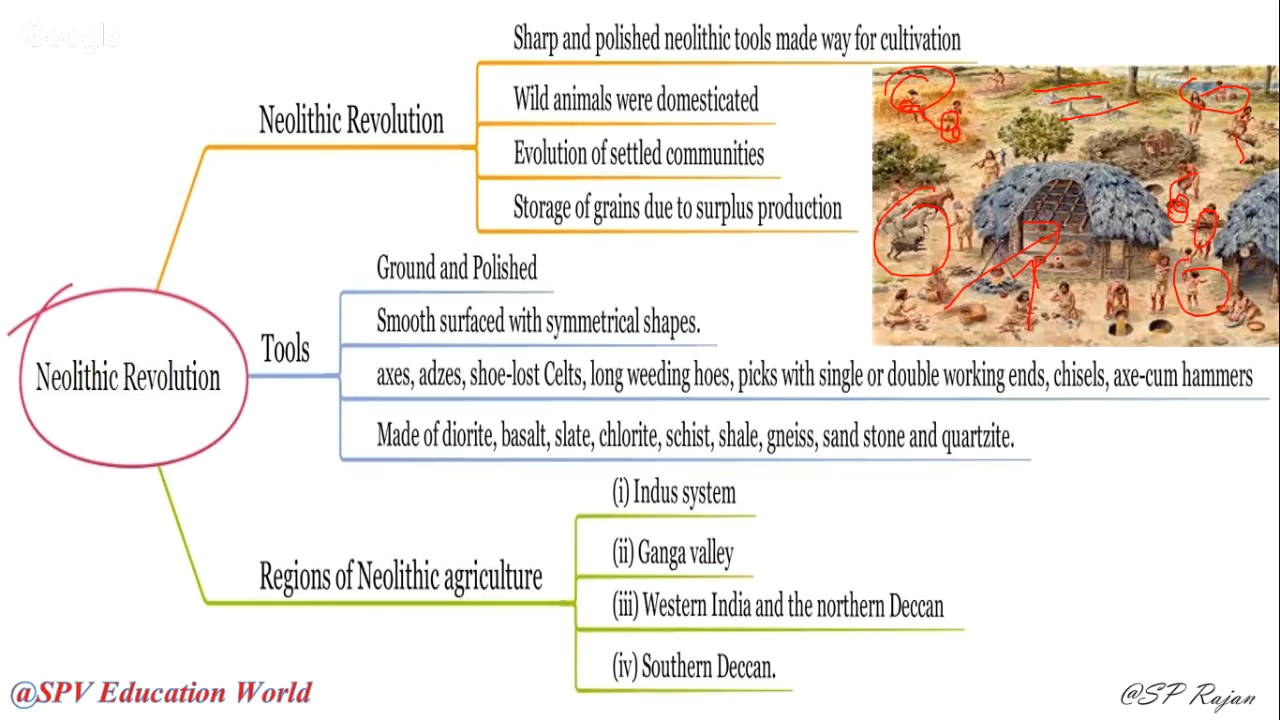 Google
Sharp and polished neolithic tools made way for cultivation
Wild animals were domesticated
Neolithic Revolution
Evolution of settled communities
Storage of grains due to surplus production
Ground and Polished
Smooth surfaced with symmetrical shapes.
Tools
Neolithic Revolution
axes, adzes, shoe-lost Celts, long weeding hoes, picks with single or double working ends, chisels, axe-cum hammers
Made of diorite, basalt, slate, chlorite, schist, shale, gneiss, sand stone and quartzite.
(i) Indus system
(ii) Ganga valley
Regions of Neolithic agriculture
(iii) Western India and the northern Deccan
(iv) Southern Deccan.
@SPV Education World
@SP Rajan